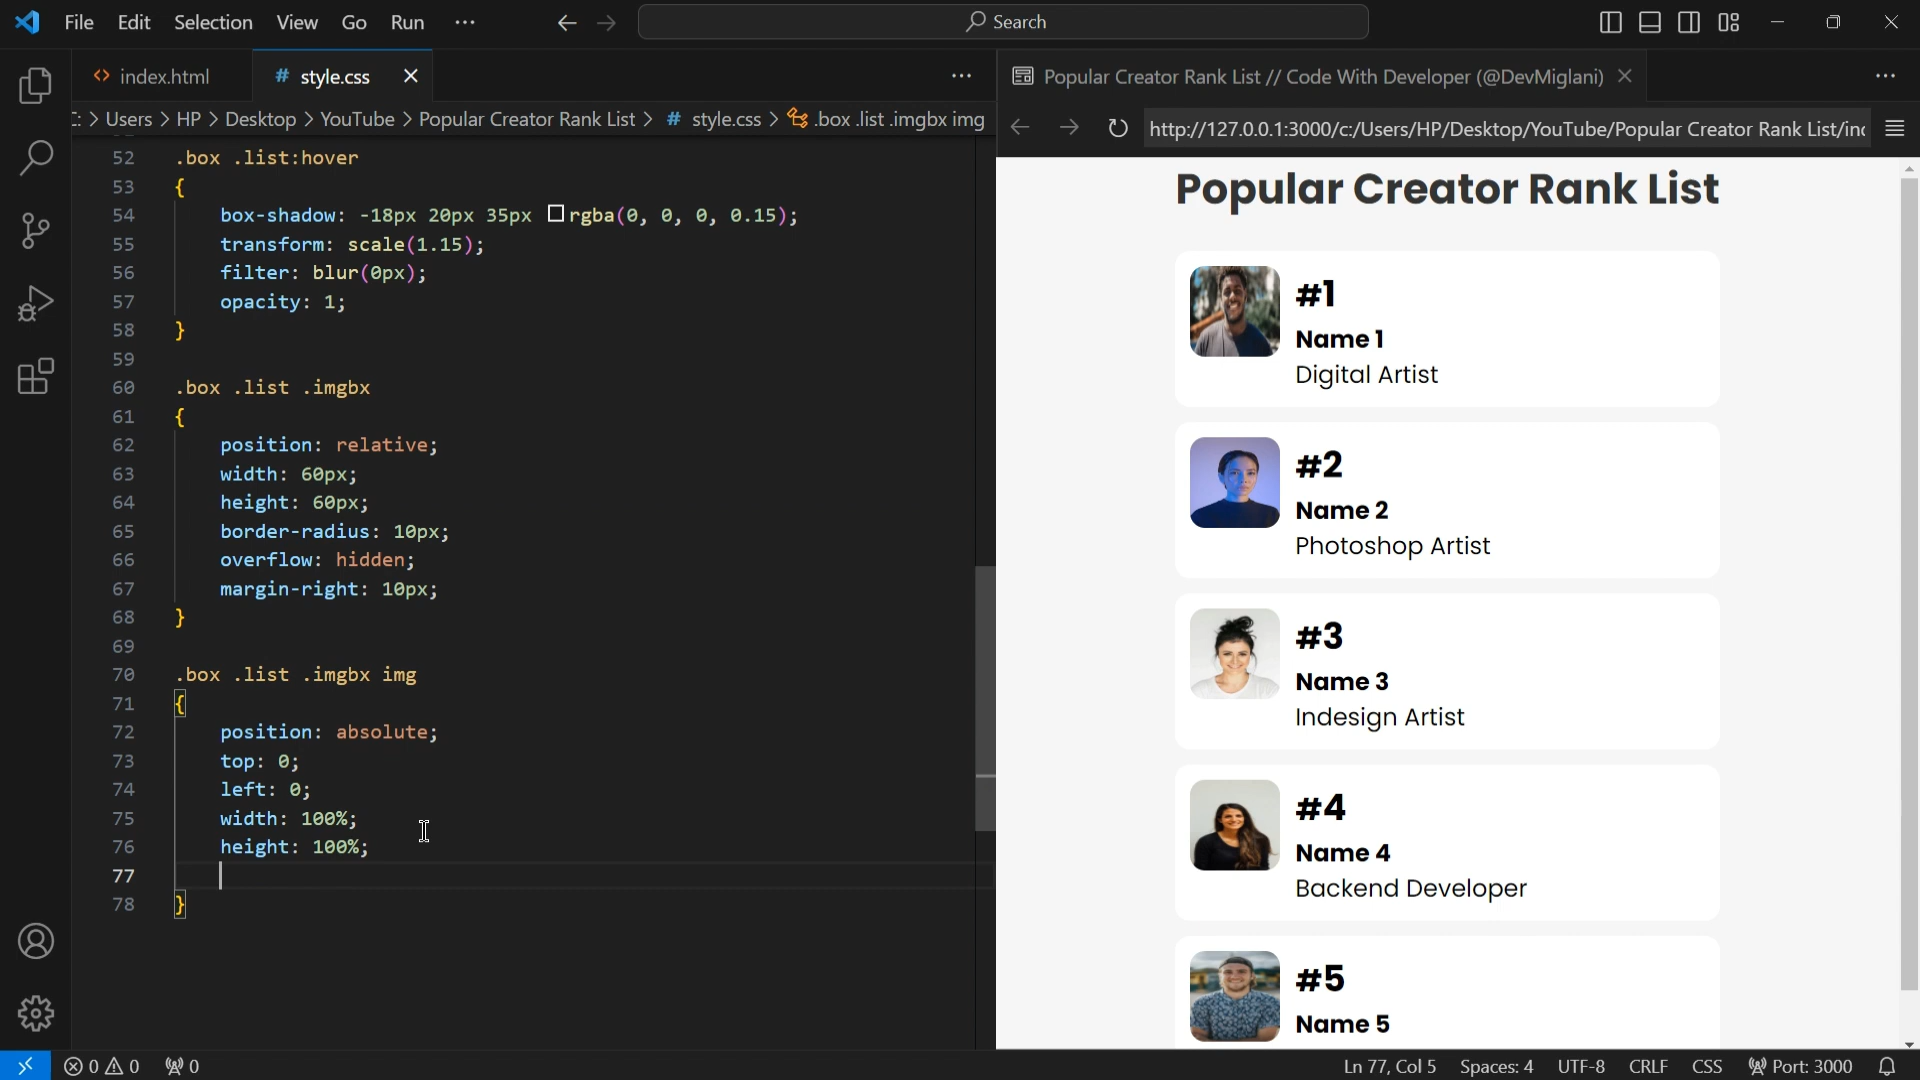 File Edit Selection View Go Run ··· Search
index.html # style.css
C: > Users > HP > Desktop > YouTube > Popular Creator Rank List > # style.css > .box .list .imgbx img
52 .box .list:hover
53 {
54 box-shadow: -18px 20px 35px rgba(0, 0, 0, 0.15);
55 transform: scale(1.15);
56 filter: blur(0px);
57 opacity: 1;
58 }
59
60 .box .list .imgbx
61 {
62 position: relative;
63 width: 60px;
64 height: 60px;
65 border-radius: 10px;
66 overflow: hidden;
67 margin-right: 10px;
68 }
69
70 .box .list .imgbx img
71 {
72 position: absolute;
73 top: 0;
74 left: 0;
75 width: 100%;
76 height: 100%;
77
78 }
Popular Creator Rank List // Code With Developer (@DevMiglani)
http://127.0.0.1:3000/c:/Users/HP/Desktop/YouTube/Popular Creator Rank List/in
Popular Creator Rank List
#1
Name 1
Digital Artist
#2
Name 2
Photoshop Artist
#3
Name 3
Indesign Artist
#4
Name 4
Backend Developer
#5
Name 5
0 0 0 Ln 77, Col 5 Spaces: 4 UTF-8 CRLF CSS Port: 3000